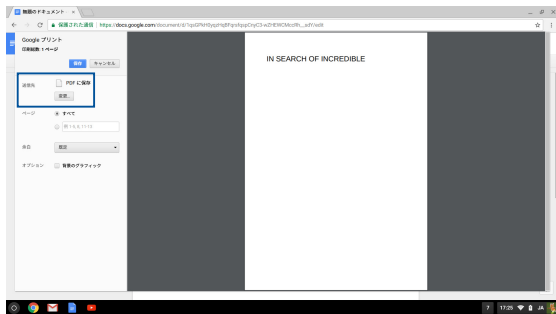 無題のドキュメント
保護された通信 | https://docs.google.com/document/d/
/edit
Google プリント
印刷総数: 1 ページ
保存 キャンセル
送信先 PDF に保存
変更...
ページ すべて
例: 1-5, 8, 11-13
余白 既定
オプション 背景のグラフィック
IN SEARCH OF INCREDIBLE
7 17:25 JA